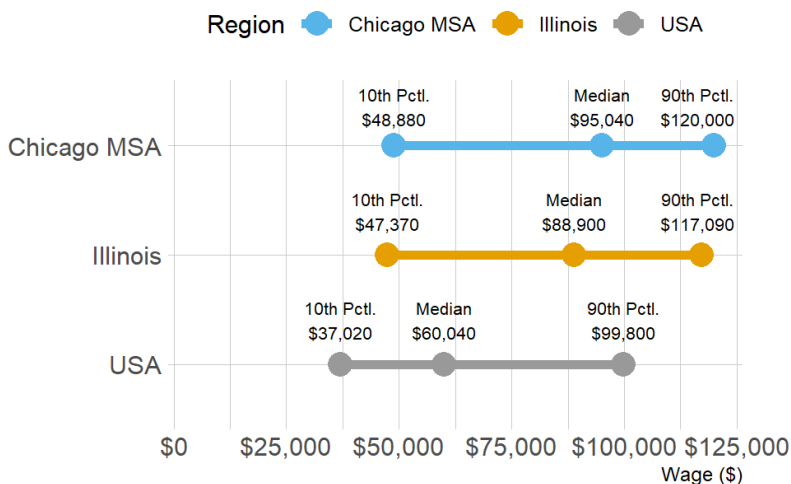 Region Chicago MSA Illinois USA
10th Pctl. Median 90th Pctl.
$48,880 $95,040 $120,000
Chicago MSA
10th Pctl. Median 90th Pctl.
$47,370 $88,900 $117,090
Illinois
10th Pctl. Median 90th Pctl.
$37,020 $60,040 $99,800
USA
$0 $25,000 $50,000 $75,000 $100,000 $125,000
Wage ($)